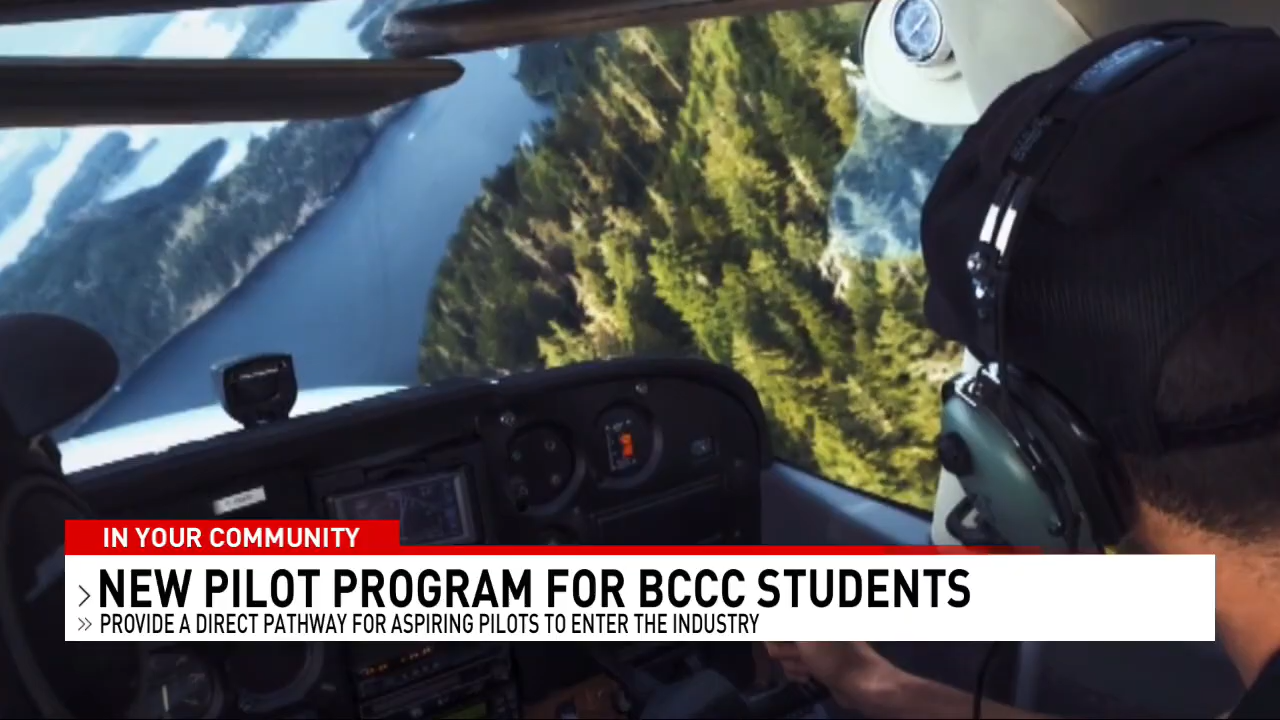 IN YOUR COMMUNITY
NEW PILOT PROGRAM FOR BCCC STUDENTS
PROVIDE A DIRECT PATHWAY FOR ASPIRING PILOTS TO ENTER THE INDUSTRY